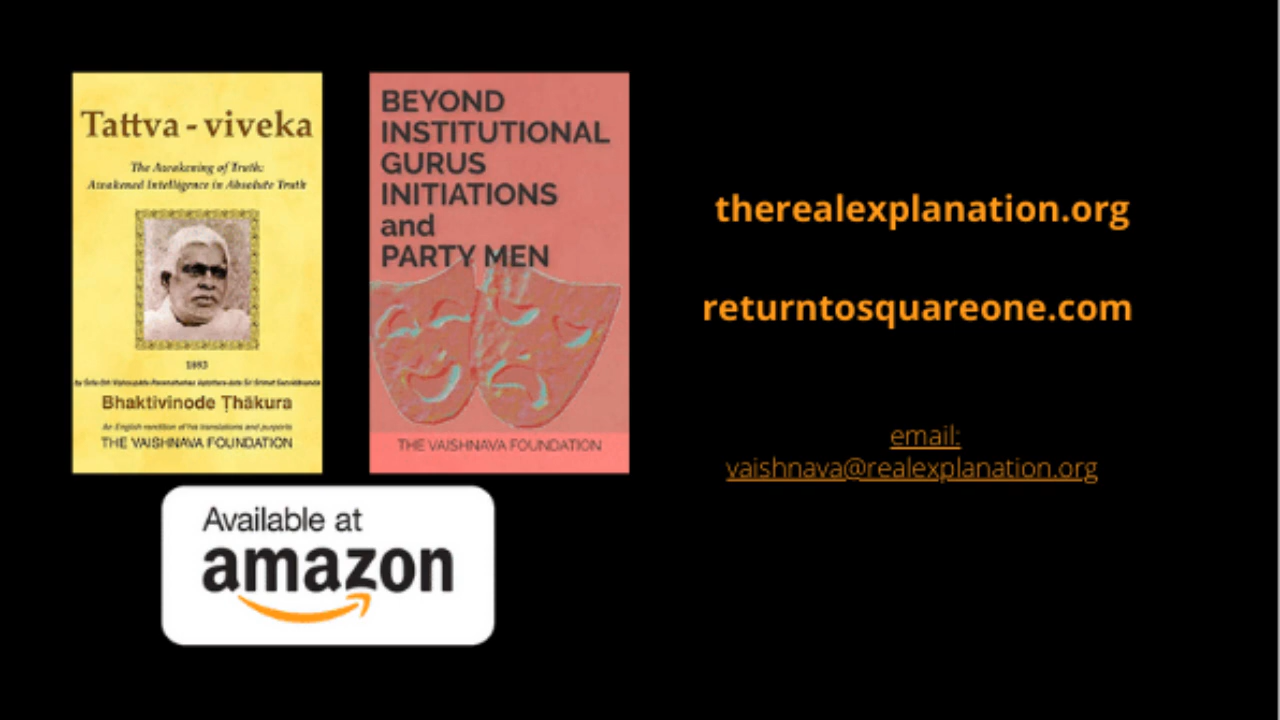 Tattva - viveka
The Awakening of Truth:
Awakened Intelligence in Absolute Truth
1893
Bhaktivinode Ṭhākura
An English rendition of his translations and purports
THE VAISHNAVA FOUNDATION
BEYOND
INSTITUTIONAL
GURUS
INITIATIONS
and
PARTY MEN
THE VAISHNAVA FOUNDATION
Available at
amazon
therealexplanation.org
returntosquareone.com
email:
vaishnava@realexplanation.org